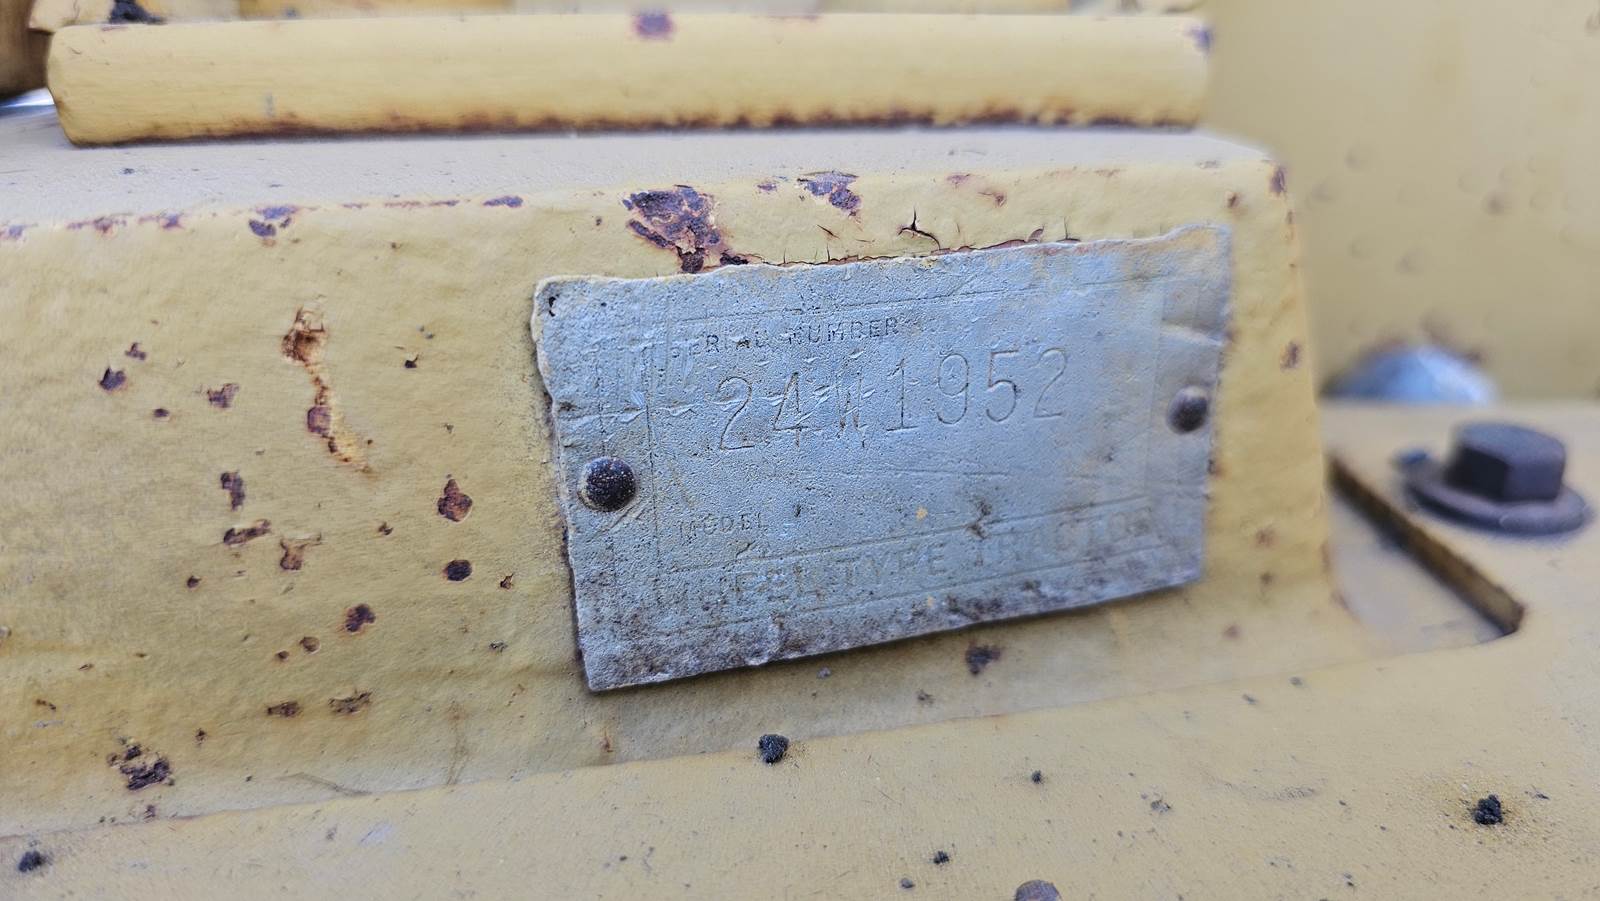 SERIAL NUMBER
24W1952
MODEL
WHEEL-TYPE TRACTOR